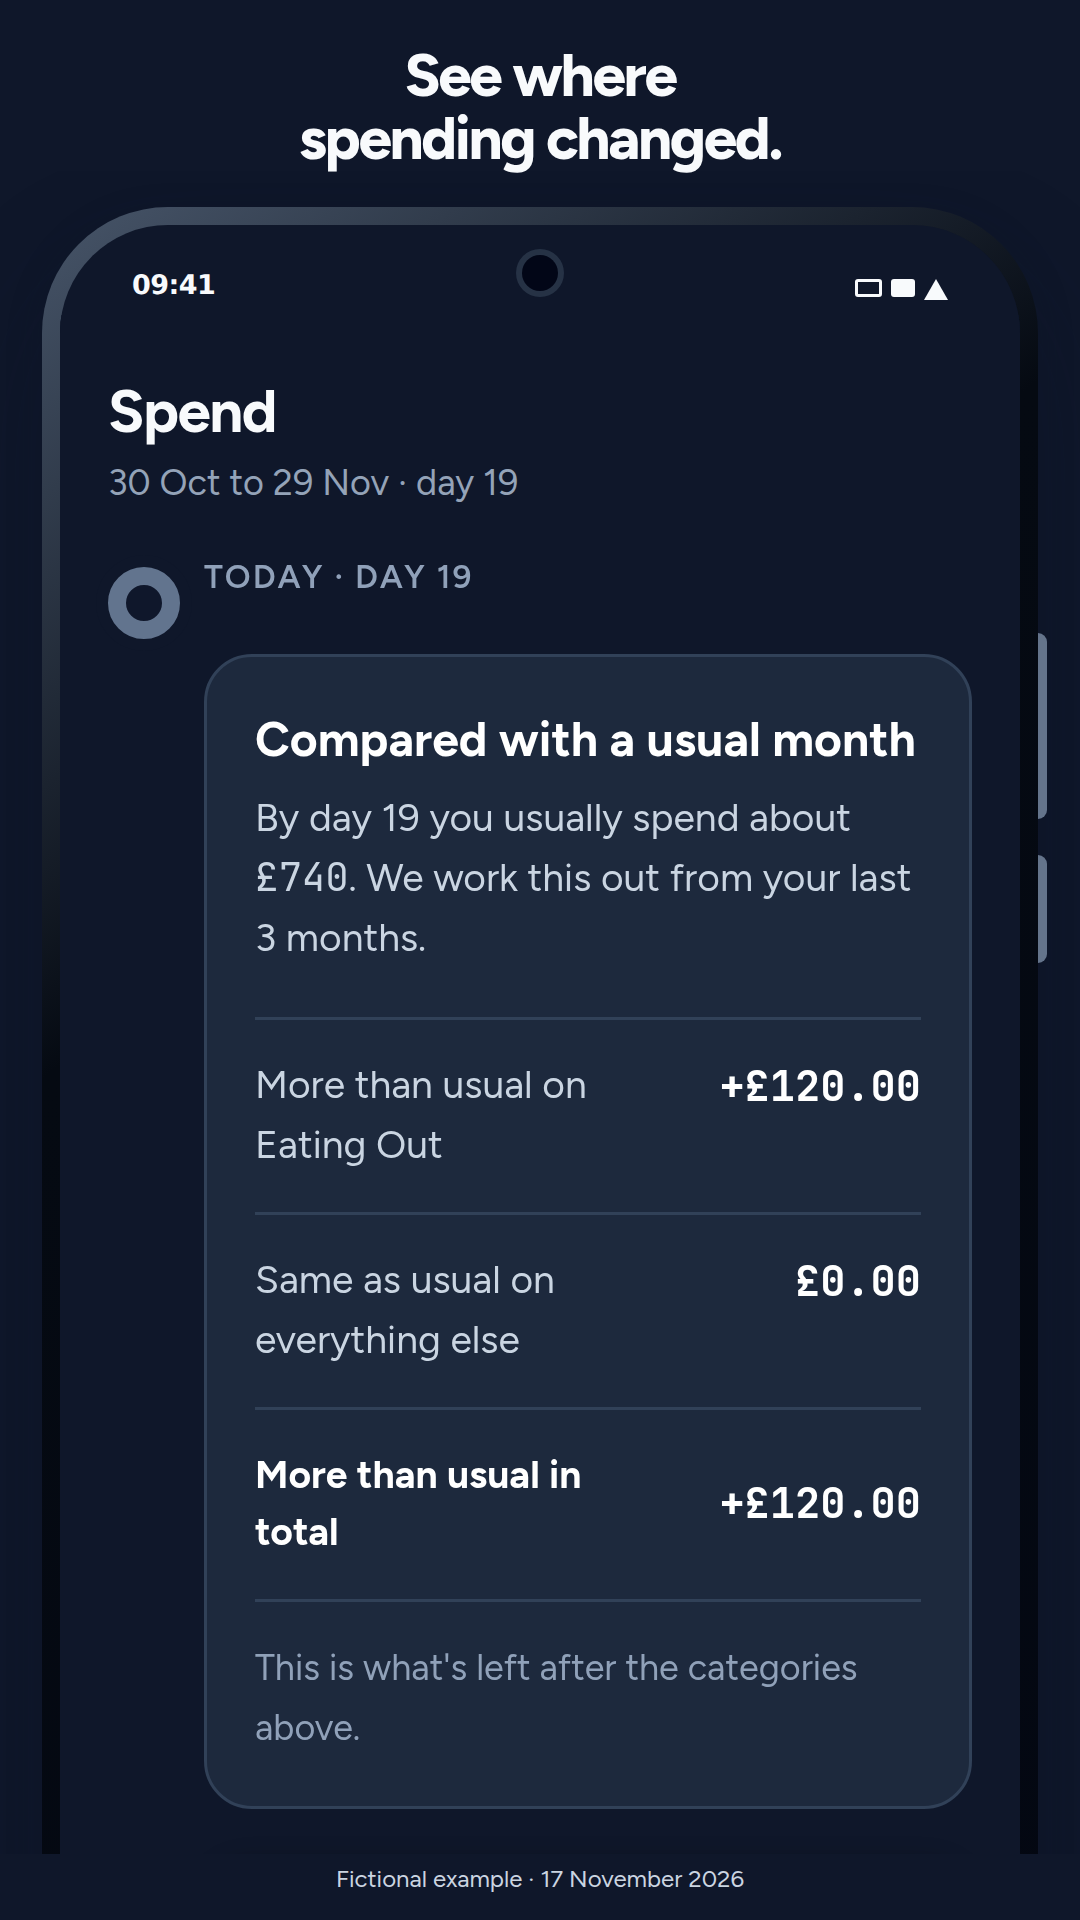 See where
spending changed.
09:41
Spend
30 Oct to 29 Nov · day 19
TODAY · DAY 19
Compared with a usual month
By day 19 you usually spend about
£740. We work this out from your last
3 months.
More than usual on
Eating Out
+£120.00
Same as usual on
everything else
£0.00
More than usual in
total
+£120.00
This is what's left after the categories
above.
Fictional example · 17 November 2026